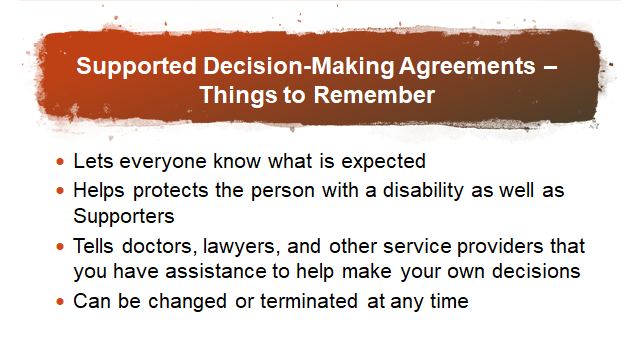 Supported Decision-Making Agreements –
Things to Remember
• Lets everyone know what is expected
• Helps protects the person with a disability as well as
Supporters
• Tells doctors, lawyers, and other service providers that
you have assistance to help make your own decisions
• Can be changed or terminated at any time